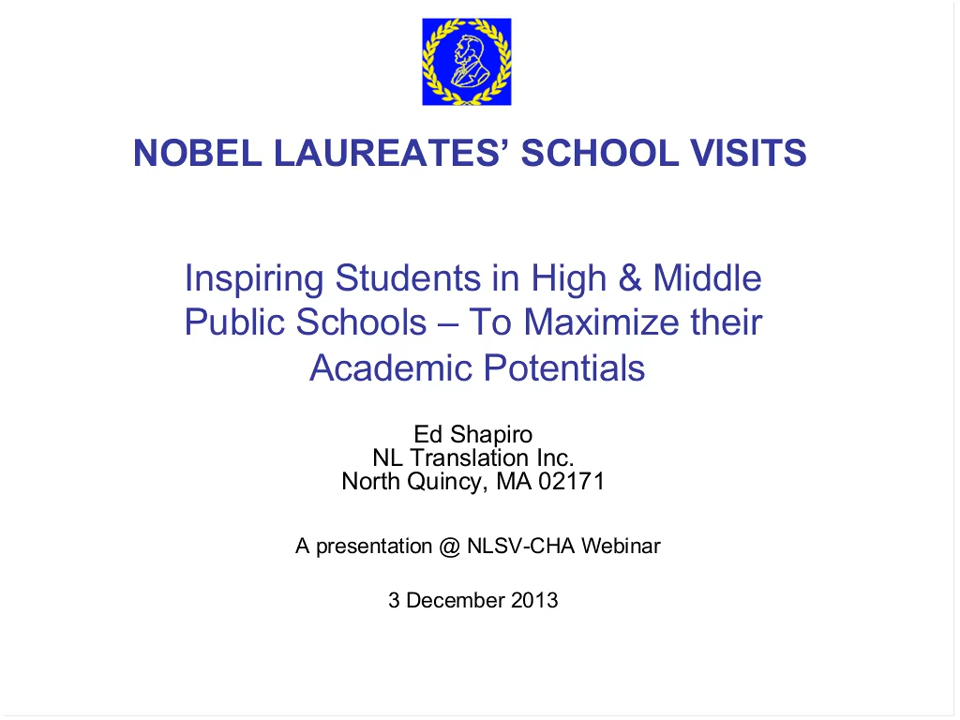 NOBEL LAUREATES’ SCHOOL VISITS
Inspiring Students in High & Middle
Public Schools – To Maximize their
Academic Potentials
Ed Shapiro
NL Translation Inc.
North Quincy, MA 02171
A presentation @ NLSV-CHA Webinar
3 December 2013